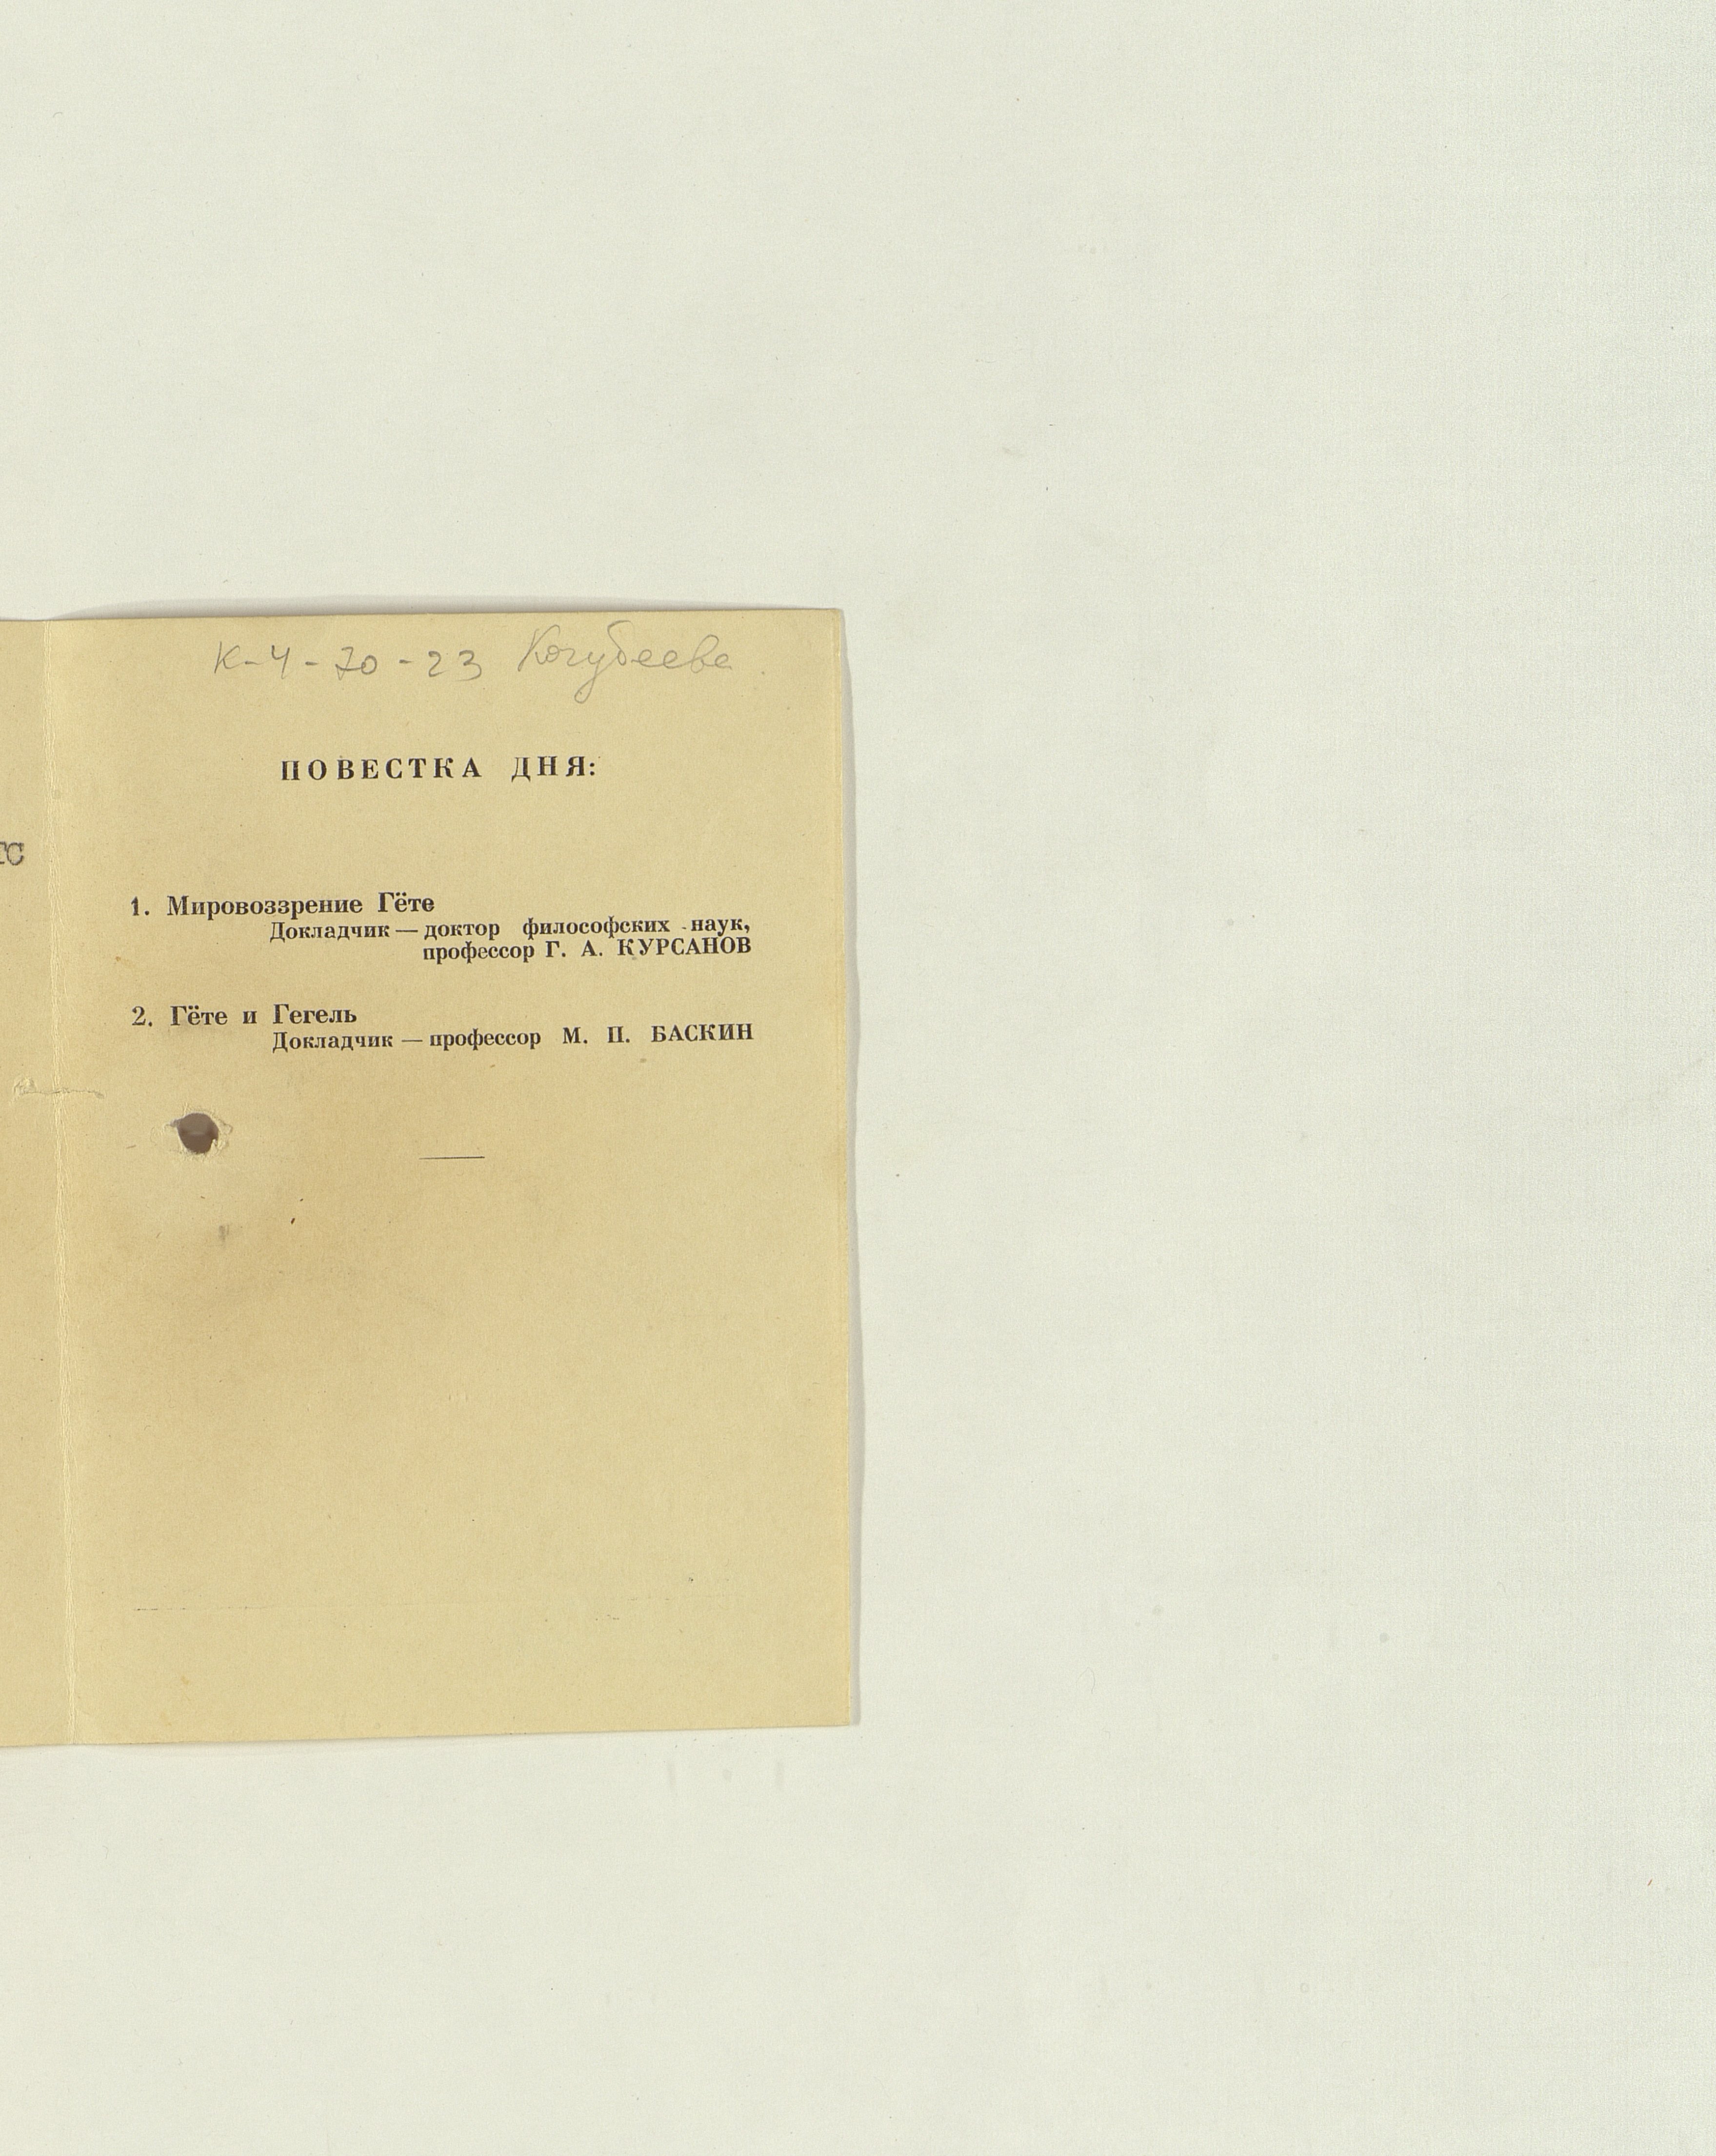 К-4-70-23 Кочубеева
ПОВЕСТКА ДНЯ:
1. Мировоззрение Гёте
Докладчик — доктор философских наук,
профессор Г. А. КУРСАНОВ
2. Гёте и Гегель
Докладчик — профессор М. П. БАСКИН